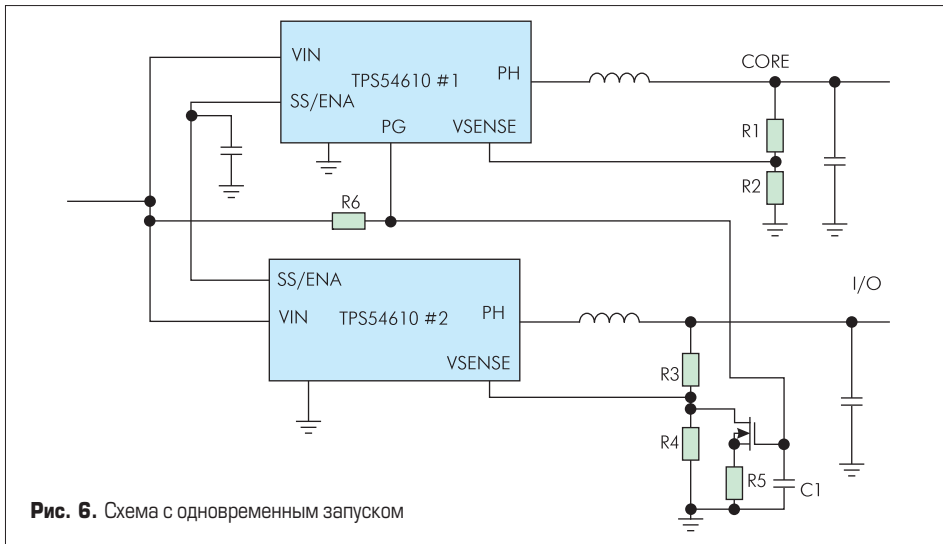 VIN
TPS54610 #1
PH
SS/ENA
PG
VSENSE
CORE
R1
R2
R6
SS/ENA
VIN
TPS54610 #2
PH
VSENSE
I/O
R3
R4
R5
C1
Рис. 6. Схема с одновременным запуском